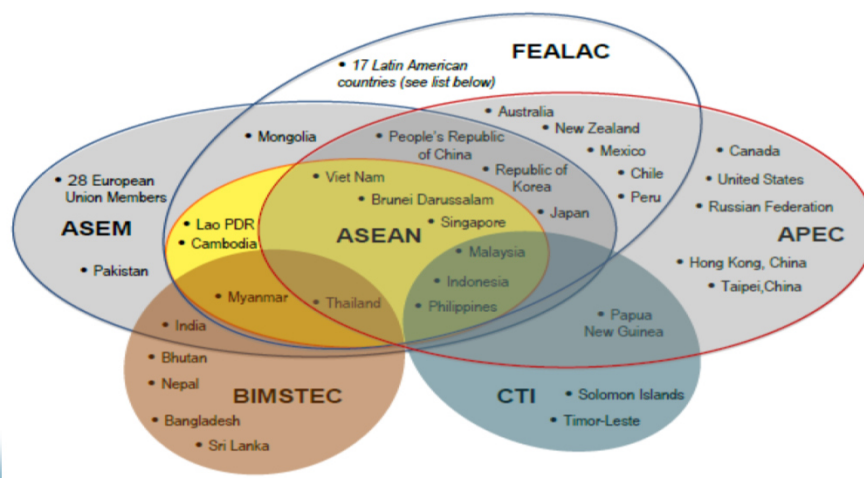 FEALAC
• 17 Latin American
countries (see list below)
• Australia
• New Zealand
• Mongolia
• People's Republic
of China
• Mexico
• Canada
• Republic of
Korea
• Chile
• 28 European
Union Members
• Viet Nam
• United States
• Peru
• Brunei Darussalam
• Japan
• Russian Federation
• Lao PDR
• Singapore
ASEM
ASEAN
APEC
• Cambodia
• Malaysia
• Hong Kong, China
• Pakistan
• Indonesia
• Taipei,China
• Myanmar
• Thailand
• Philippines
• Papua
New Guinea
• India
• Bhutan
• Nepal
BIMSTEC
CTI
• Solomon Islands
• Bangladesh
• Timor-Leste
• Sri Lanka